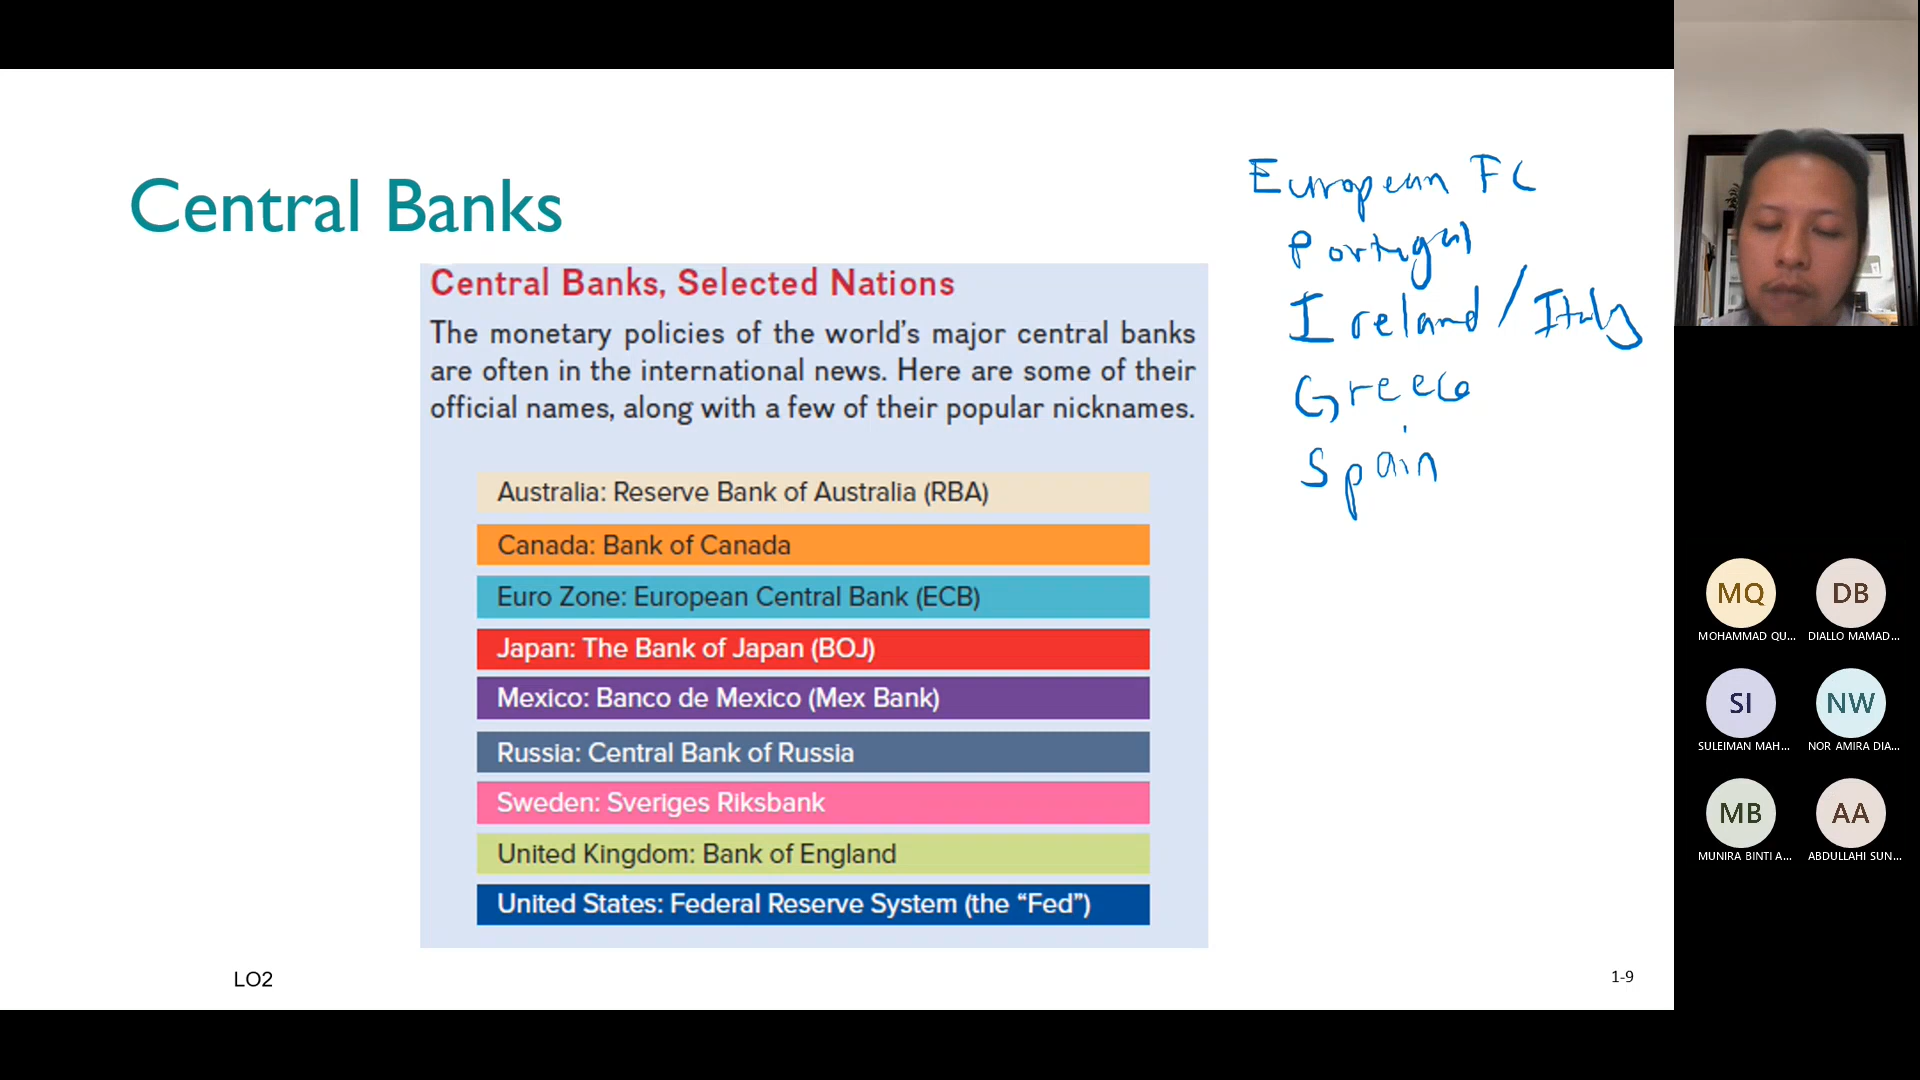 Central Banks
Central Banks, Selected Nations
The monetary policies of the world's major central banks
are often in the international news. Here are some of their
official names, along with a few of their popular nicknames.
Australia: Reserve Bank of Australia (RBA)
Canada: Bank of Canada
Euro Zone: European Central Bank (ECB)
Japan: The Bank of Japan (BOJ)
Mexico: Banco de Mexico (Mex Bank)
Russia: Central Bank of Russia
Sweden: Sveriges Riksbank
United Kingdom: Bank of England
United States: Federal Reserve System (the “Fed”)
LO2
1-9
European FC
Portugal
Ireland / Italy
Greece
Spain
MQ
MOHAMMAD QU...
DB
DIALLO MAMAD...
SI
SULEIMAN MAH...
NW
NOR AMIRA DIA...
MB
MUNIRA BINTI A...
AA
ABDULLAHI SUN...